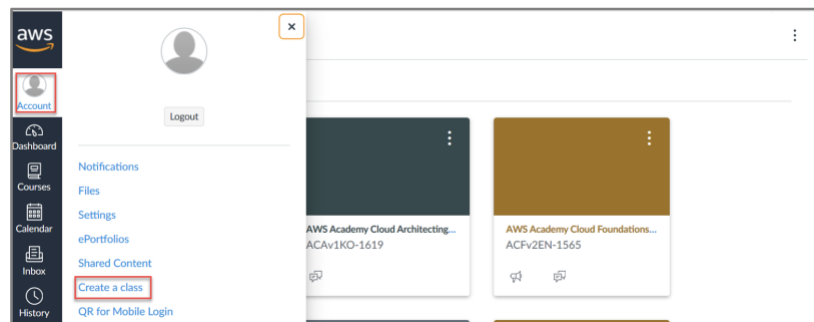 aws
Account
Dashboard
Courses
Calendar
Inbox
History
Logout
Notifications
Files
Settings
ePortfolios
Shared Content
Create a class
QR for Mobile Login
AWS Academy Cloud Architecting...
ACAv1KO-1619
AWS Academy Cloud Foundations...
ACFv2EN-1565